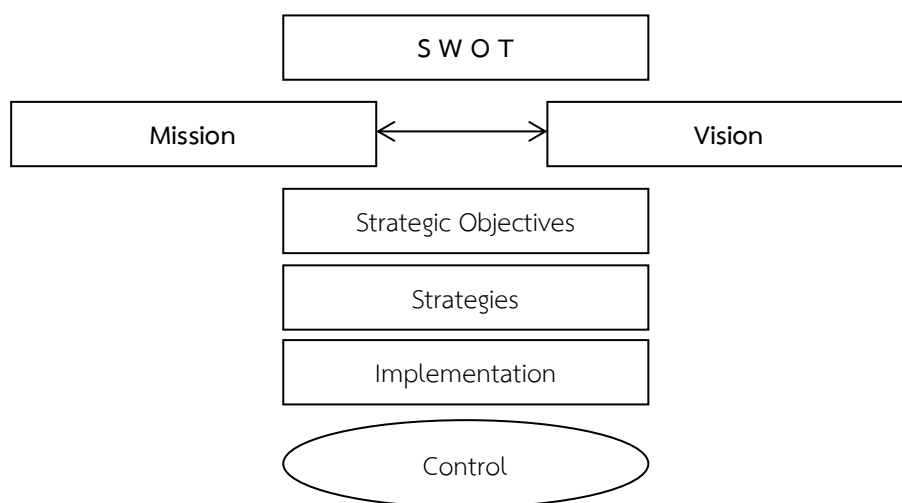 S W O T
Mission
Vision
Strategic Objectives
Strategies
Implementation
Control